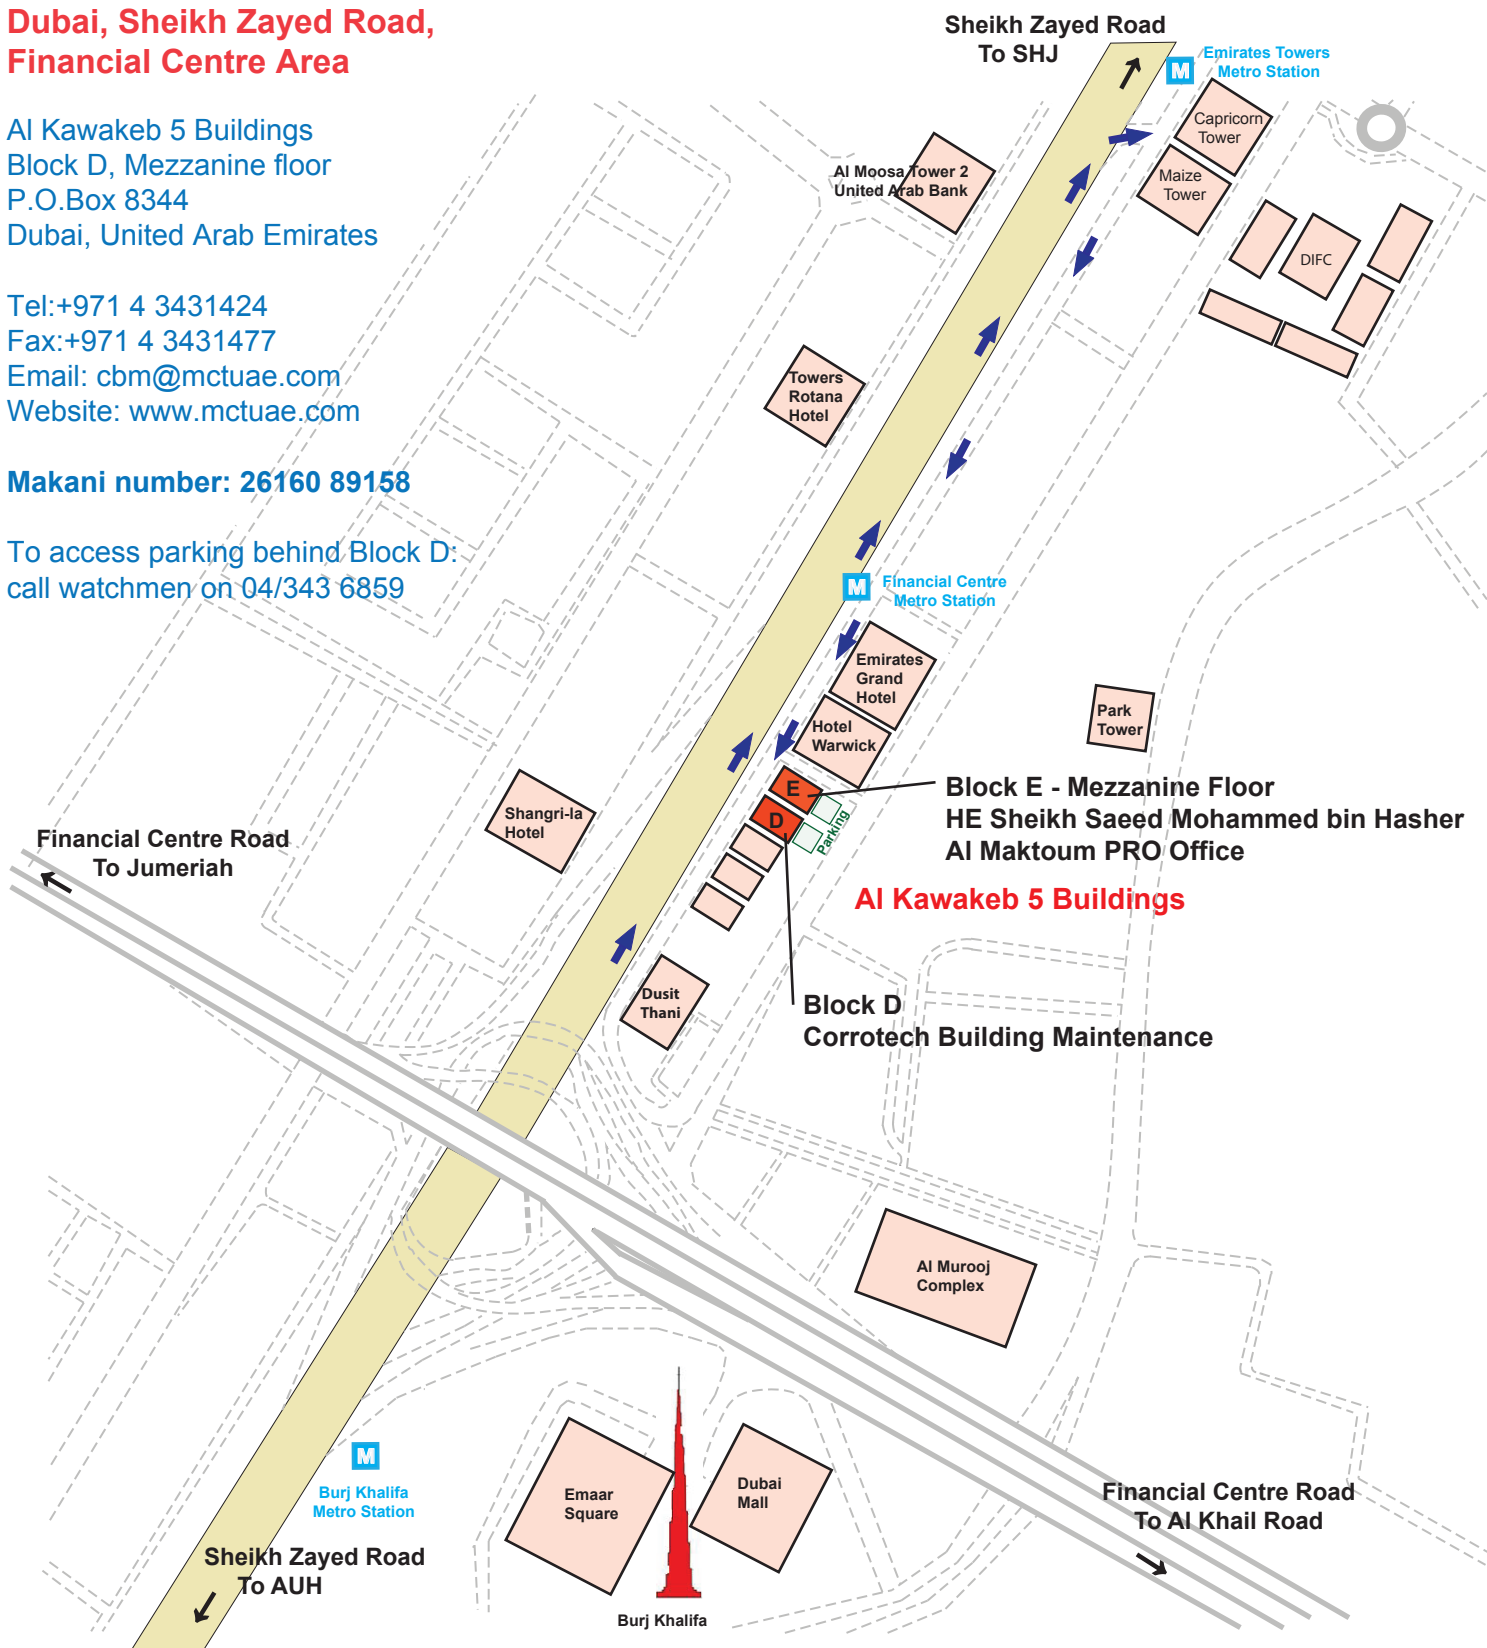 Dubai, Sheikh Zayed Road,
Financial Centre Area
Al Kawakeb 5 Buildings
Block D, Mezzanine floor
P.O.Box 8344
Dubai, United Arab Emirates
Tel:+971 4 3431424
Fax:+971 4 3431477
Email: cbm@mctuae.com
Website: www.mctuae.com
Makani number: 26160 89158
To access parking behind Block D:
call watchmen on 04/343 6859
Sheikh Zayed Road
To SHJ
M
Emirates Towers
Metro Station
Capricorn
Tower
Maize
Tower
Al Moosa Tower 2
United Arab Bank
DIFC
Towers
Rotana
Hotel
M
Financial Centre
Metro Station
Emirates
Grand
Hotel
Hotel
Warwick
Park
Tower
E
D
Parking
Block E - Mezzanine Floor
HE Sheikh Saeed Mohammed bin Hasher
Al Maktoum PRO Office
Shangri-la
Hotel
Financial Centre Road
To Jumeriah
Al Kawakeb 5 Buildings
Dusit
Thani
Block D
Corrotech Building Maintenance
Al Murooj
Complex
M
Burj Khalifa
Metro Station
Emaar
Square
Dubai
Mall
Financial Centre Road
To Al Khail Road
Sheikh Zayed Road
To AUH
Burj Khalifa